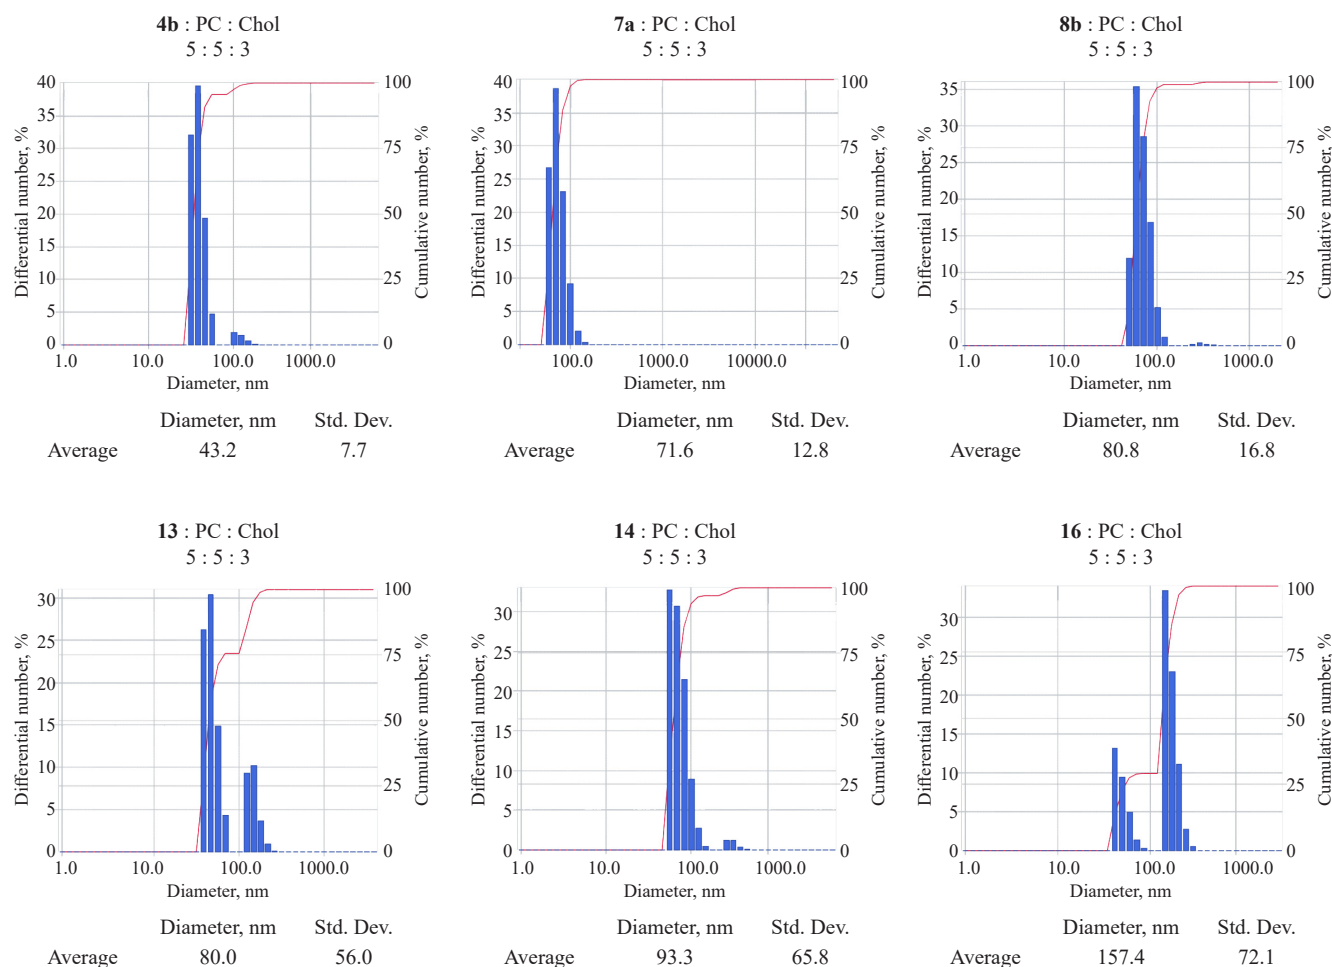 4b : PC : Chol
5 : 5 : 3
Differential number, %
40
35
30
25
20
15
10
5
0
100
75
50
25
0
Cumulative number, %
1.0 10.0 100.0 1000.0
Diameter, nm
Diameter, nm Std. Dev.
Average 43.2 7.7
7a : PC : Chol
5 : 5 : 3
Differential number, %
40
35
30
25
20
15
10
5
0
100
75
50
25
0
Cumulative number, %
100.0 1000.0 10000.0
Diameter, nm
Diameter, nm Std. Dev.
Average 71.6 12.8
8b : PC : Chol
5 : 5 : 3
Differential number, %
35
30
25
20
15
10
5
0
100
75
50
25
0
Cumulative number, %
1.0 10.0 100.0 1000.0
Diameter, nm
Diameter, nm Std. Dev.
Average 80.8 16.8
13 : PC : Chol
5 : 5 : 3
Differential number, %
30
25
20
15
10
5
0
100
75
50
25
0
Cumulative number, %
1.0 10.0 100.0 1000.0
Diameter, nm
Diameter, nm Std. Dev.
Average 80.0 56.0
14 : PC : Chol
5 : 5 : 3
Differential number, %
30
25
20
15
10
5
0
100
75
50
25
0
Cumulative number, %
1.0 10.0 100.0 1000.0
Diameter, nm
Diameter, nm Std. Dev.
Average 93.3 65.8
16 : PC : Chol
5 : 5 : 3
Differential number, %
30
25
20
15
10
5
0
100
75
50
25
0
Cumulative number, %
1.0 10.0 100.0 1000.0
Diameter, nm
Diameter, nm Std. Dev.
Average 157.4 72.1